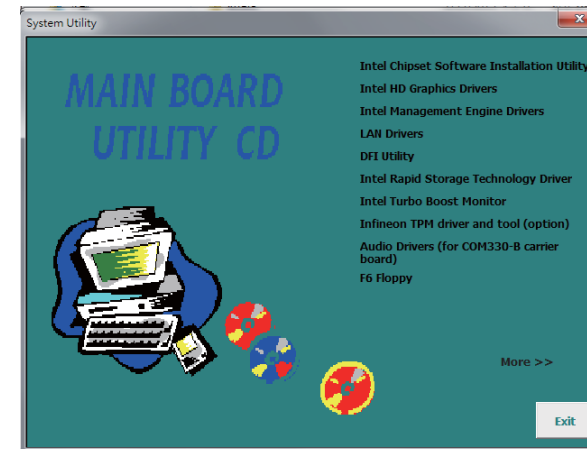 System Utility
x
MAIN BOARD
UTILITY CD
Intel Chipset Software Installation Utility
Intel HD Graphics Drivers
Intel Management Engine Drivers
LAN Drivers
DFI Utility
Intel Rapid Storage Technology Driver
Intel Turbo Boost Monitor
Infineon TPM driver and tool (option)
Audio Drivers (for COM330-B carrier
board)
F6 Floppy
More >>
Exit